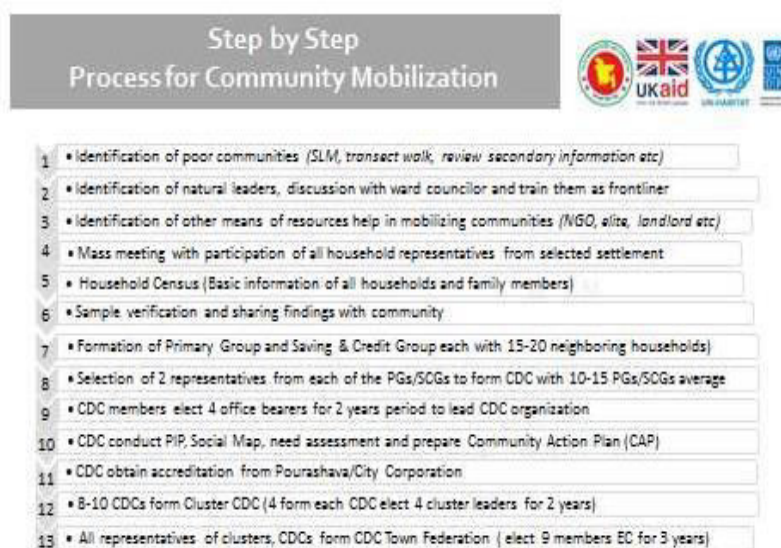 Step by Step
Process for Community Mobilization
UKaid
UN-HABITAT
1 • Identification of poor communities (SLM, transect walk, review secondary information etc)
2 • Identification of natural leaders, discussion with ward councilor and train them as frontliner
3 • Identification of other means of resources help in mobilizing communities (NGO, elite, landlord etc)
4 • Mass meeting with participation of all household representatives from selected settlement
5 • Household Census (Basic information of all households and family members)
6 • Sample verification and sharing findings with community
7 • Formation of Primary Group and Saving & Credit Group each with 15-20 neighboring households)
8 • Selection of 2 representatives from each of the PGs/SCGs to form CDC with 10-15 PGs/SCGs average
9 • CDC members elect 4 office bearers for 2 years period to lead CDC organization
10 • CDC conduct PIP, Social Map, need assessment and prepare Community Action Plan (CAP)
11 • CDC obtain accreditation from Pourashava/City Corporation
12 • 8-10 CDCs form Cluster CDC (4 form each CDC elect 4 cluster leaders for 2 years)
13 • All representatives of clusters, CDCs form CDC Town Federation ( elect 9 members EC for 3 years)